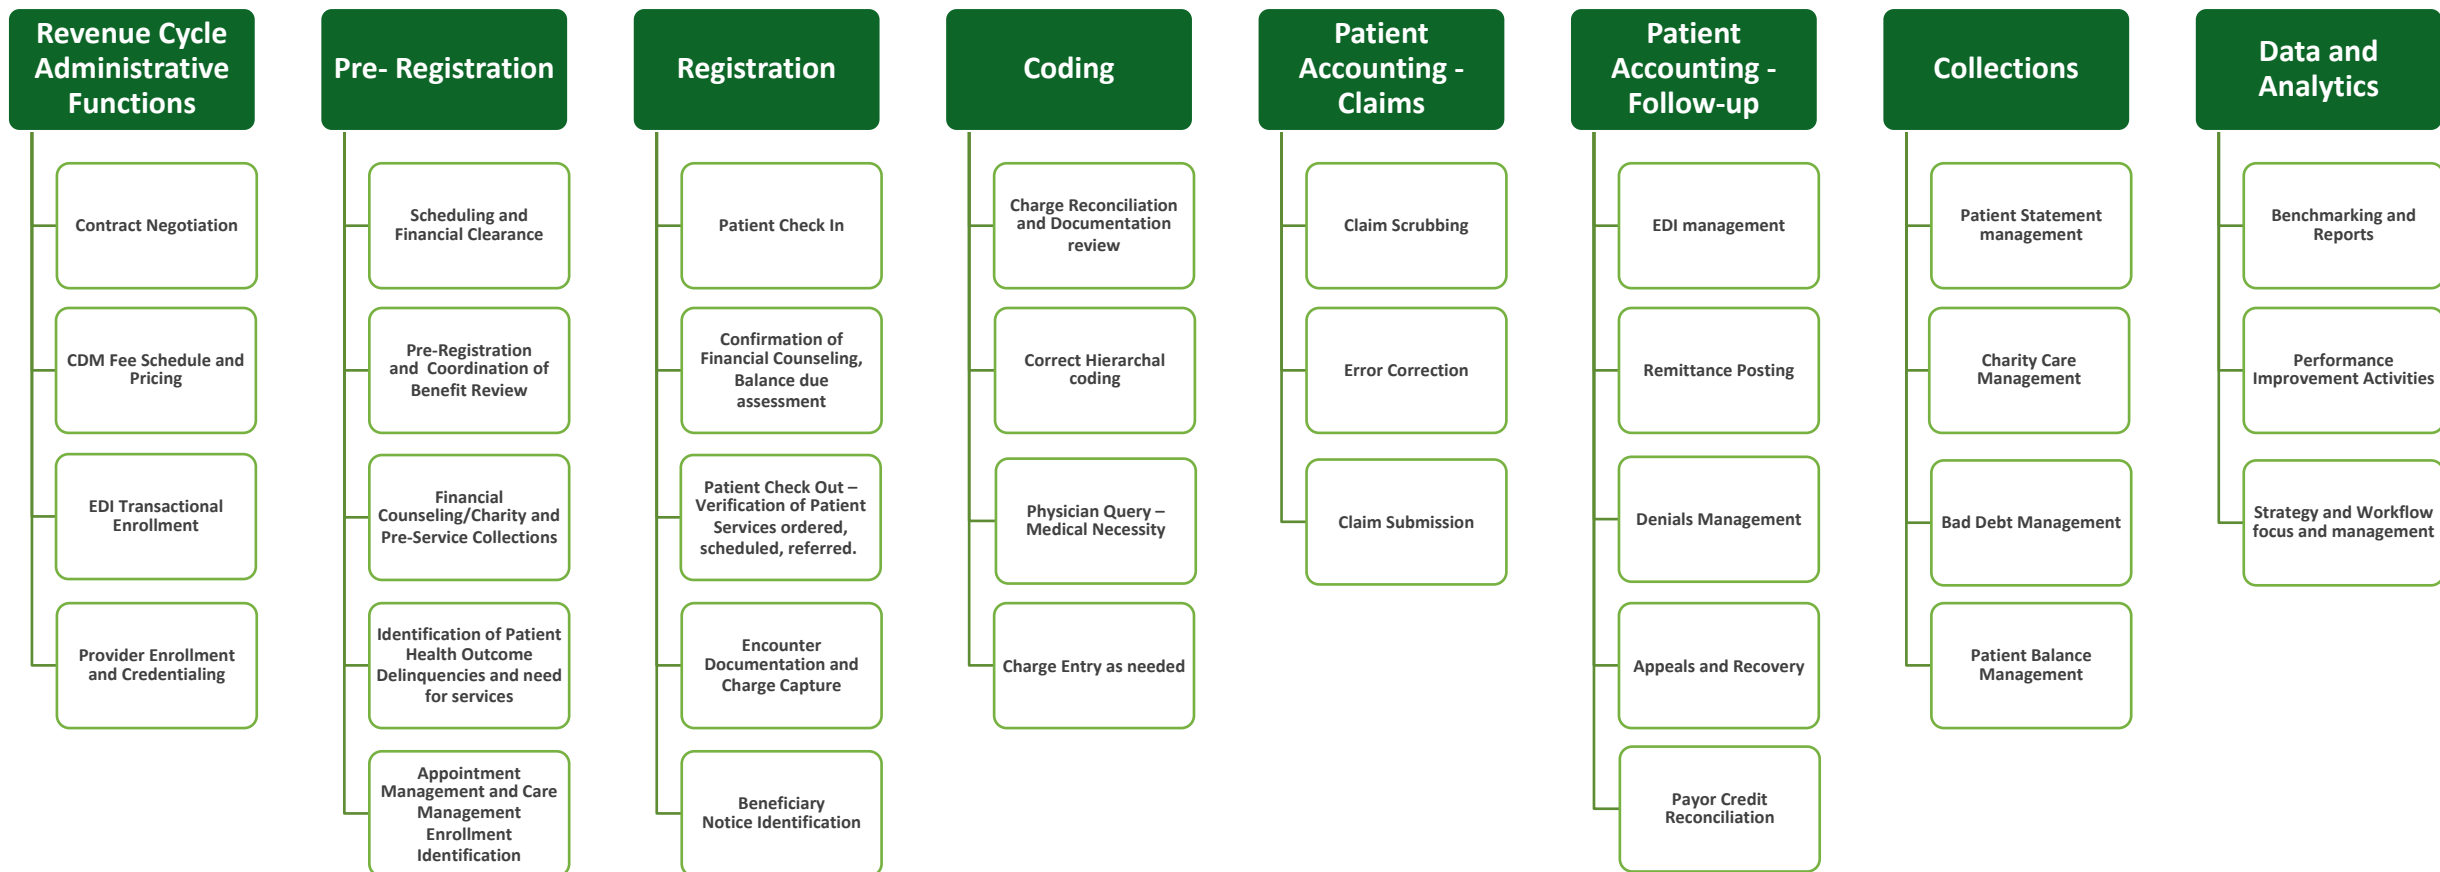 Revenue Cycle
Administrative
Functions
Contract Negotiation
CDM Fee Schedule and
Pricing
EDI Transactional
Enrollment
Provider Enrollment
and Credentialing
Pre- Registration
Scheduling and
Financial Clearance
Pre-Registration
and Coordination of
Benefit Review
Financial
Counseling/Charity and
Pre-Service Collections
Identification of Patient
Health Outcome
Delinquencies and need
for services
Appointment
Management and Care
Management
Enrollment
Identification
Registration
Patient Check In
Confirmation of
Financial Counseling,
Balance due
assessment
Patient Check Out –
Verification of Patient
Services ordered,
scheduled, referred.
Encounter
Documentation and
Charge Capture
Beneficiary
Notice Identification
Coding
Charge Reconciliation
and Documentation
review
Correct Hierarchal
coding
Physician Query –
Medical Necessity
Charge Entry as needed
Patient
Accounting -
Claims
Claim Scrubbing
Error Correction
Claim Submission
Patient
Accounting -
Follow-up
EDI management
Remittance Posting
Denials Management
Appeals and Recovery
Payor Credit
Reconciliation
Collections
Patient Statement
management
Charity Care
Management
Bad Debt Management
Patient Balance
Management
Data and
Analytics
Benchmarking and
Reports
Performance
Improvement Activities
Strategy and Workflow
focus and management